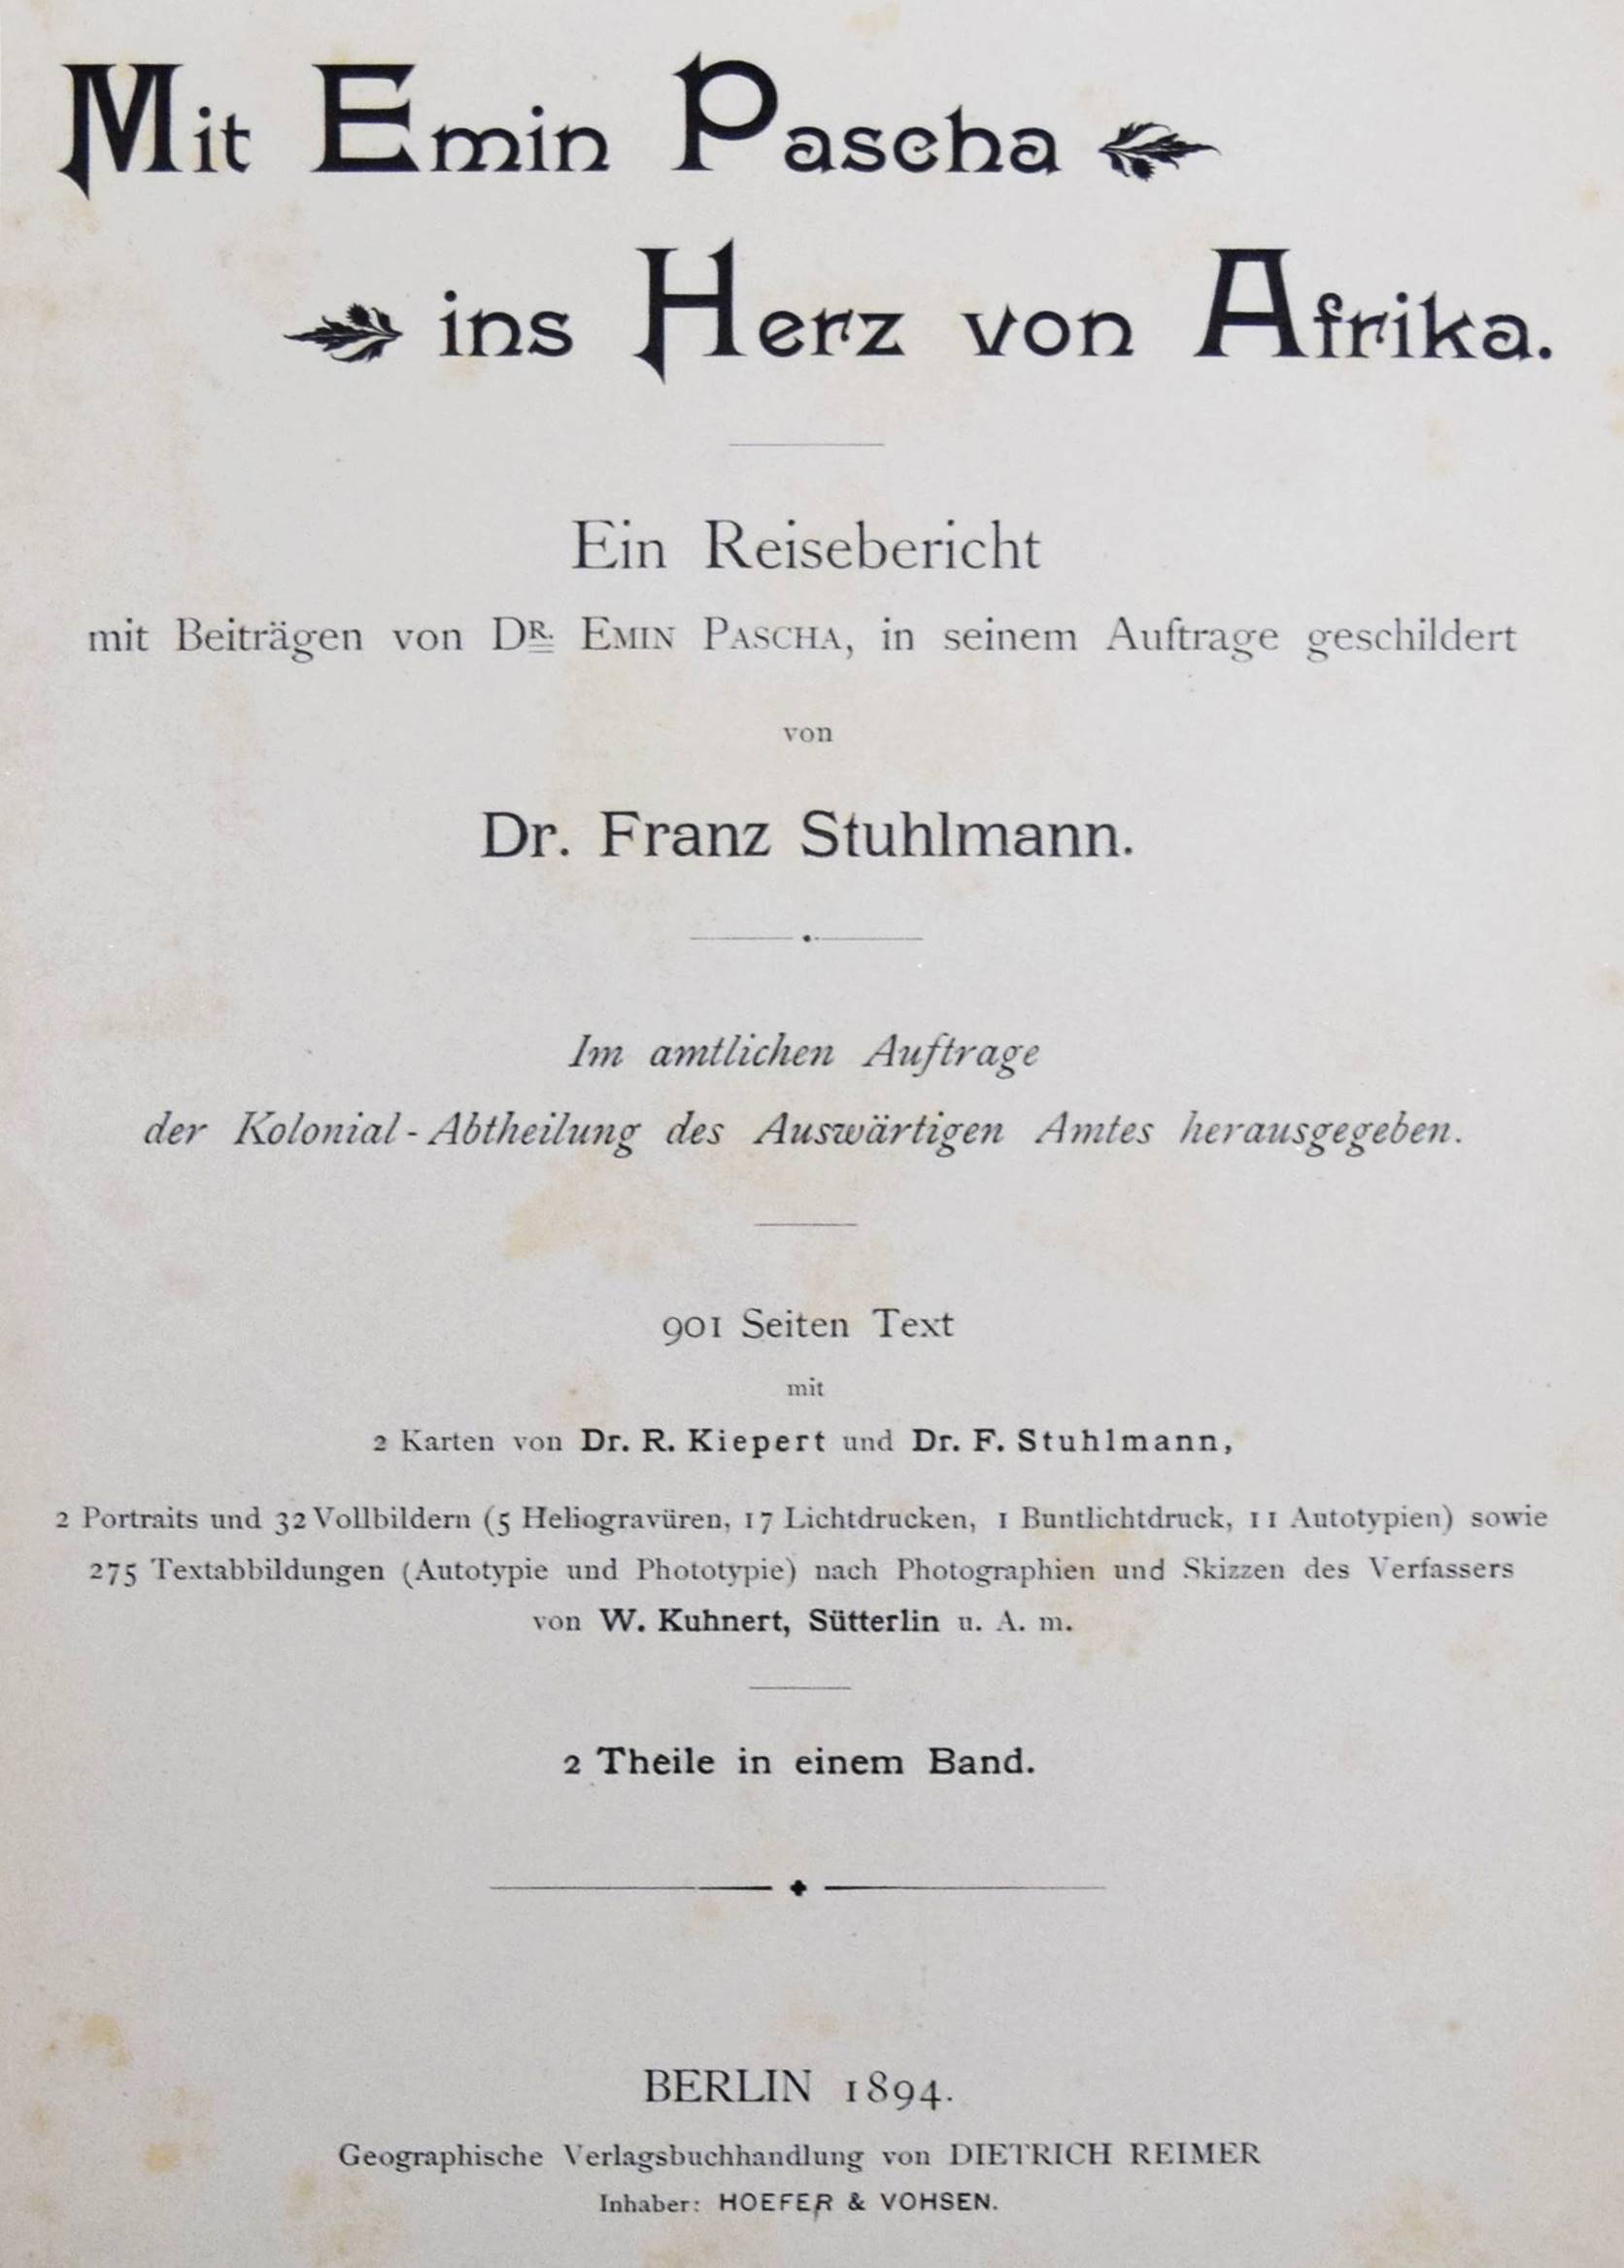 Mit Emin Pascha
ins Herz von Afrika.
Ein Reisebericht
mit Beiträgen von DR. EMIN PASCHA, in seinem Auftrage geschildert
von
Dr. Franz Stuhlmann.
Im amtlichen Auftrage
der Kolonial-Abtheilung des Auswärtigen Amtes herausgegeben.
901 Seiten Text
mit
2 Karten von Dr. R. Kiepert und Dr. F. Stuhlmann,
2 Portraits und 32 Vollbildern (5 Heliogravüren, 17 Lichtdrucken, 1 Buntlichtdruck, 11 Autotypien) sowie
275 Textabbildungen (Autotypie und Phototypie) nach Photographien und Skizzen des Verfassers
von W. Kuhnert, Sütterlin u. A. m.
2 Theile in einem Band.
BERLIN 1894.
Geographische Verlagsbuchhandlung von DIETRICH REIMER
Inhaber: HOEFER & VOHSEN.